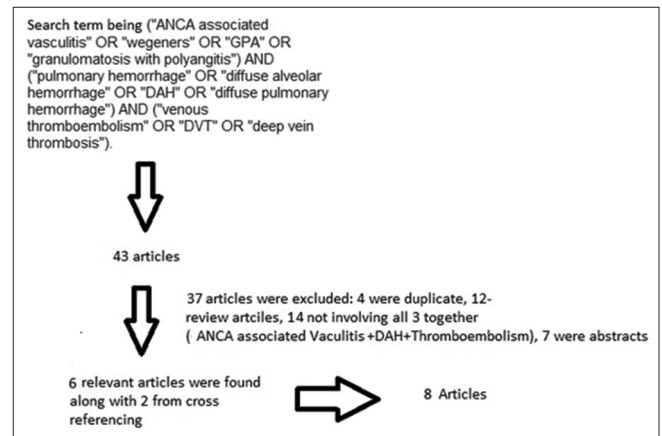 Search term being ("ANCA associated
vasculitis" OR "wegeners" OR "GPA" OR
"granulomatosis with polyangitis") AND
("pulmonary hemorrhage" OR "diffuse alveolar
hemorrhage" OR "DAH" OR "diffuse pulmonary
hemorrhage") AND ("venous
thromboembolism" OR "DVT" OR "deep vein
thrombosis").
43 articles
37 articles were excluded: 4 were duplicate, 12-
review artciles, 14 not involving all 3 together
( ANCA associated Vaculitis +DAH+Thromboembolism), 7 were abstracts
6 relevant articles were found
along with 2 from cross
referencing
8 Articles